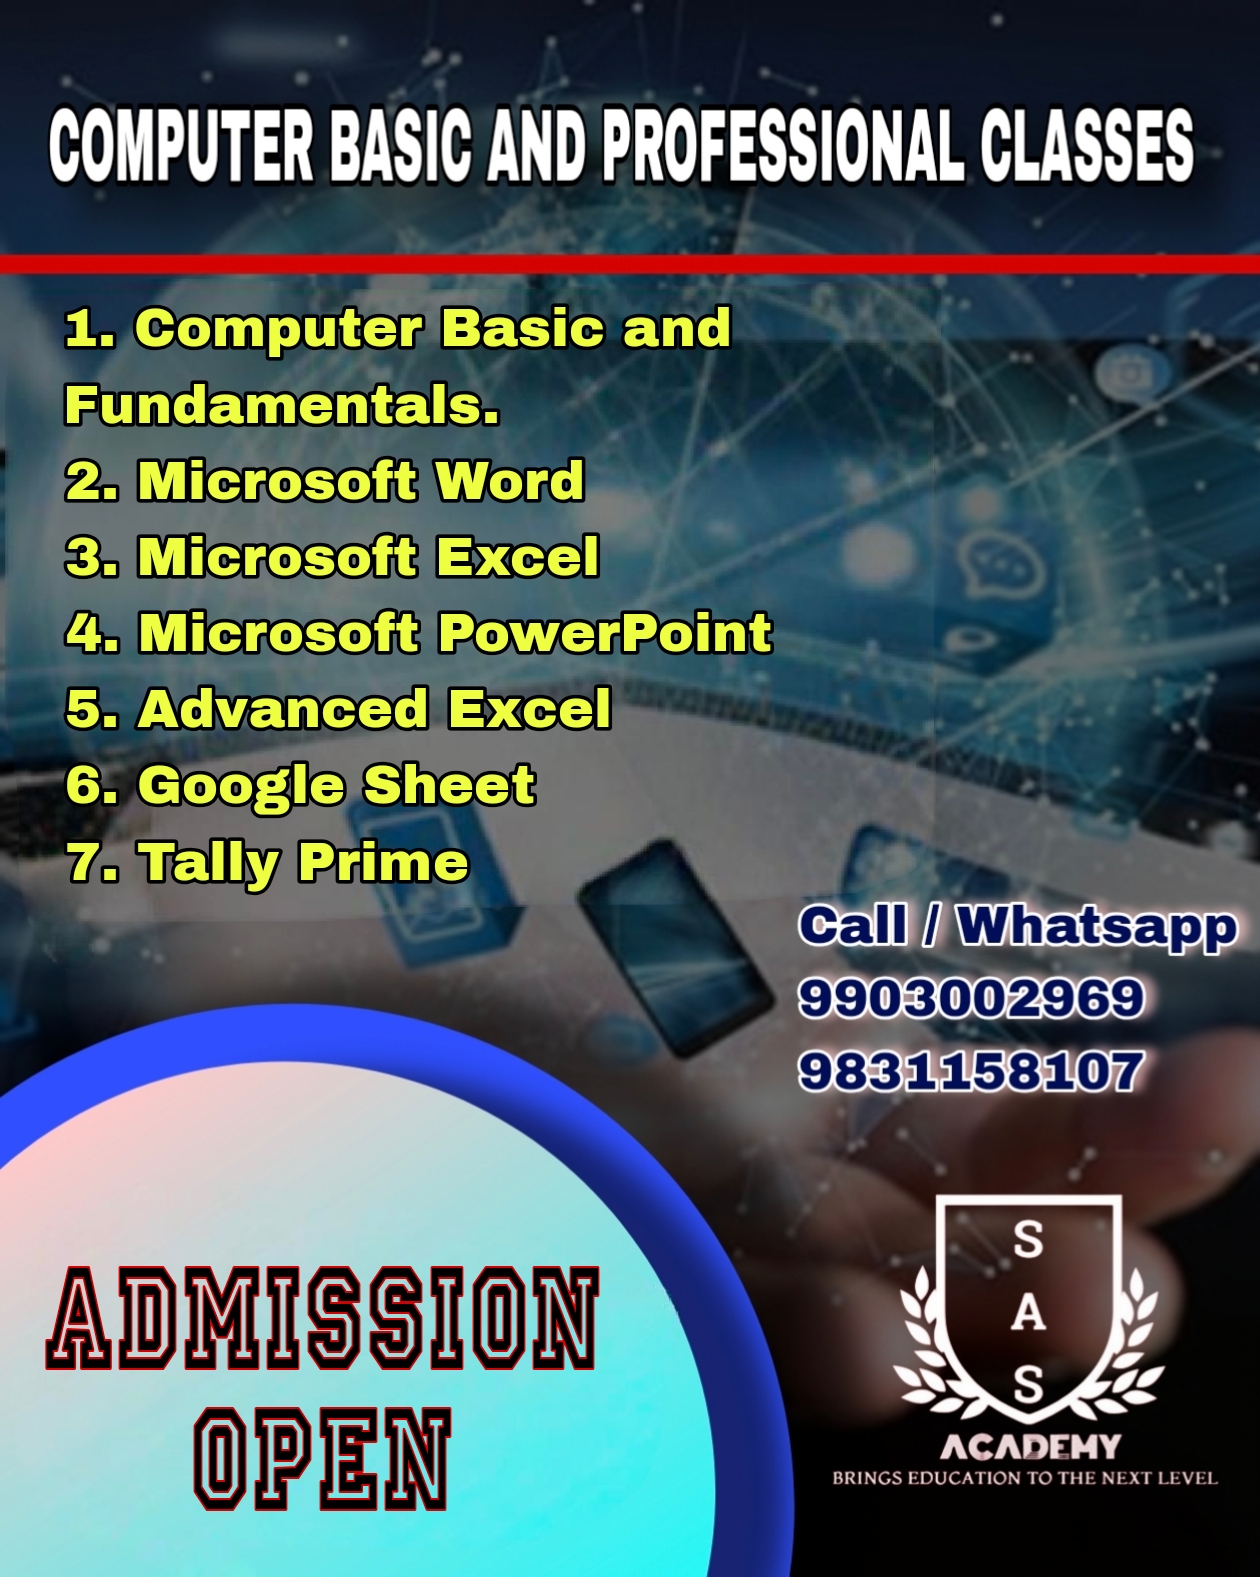 COMPUTER BASIC AND PROFESSIONAL CLASSES
1. Computer Basic and
Fundamentals.
2. Microsoft Word
3. Microsoft Excel
4. Microsoft PowerPoint
5. Advanced Excel
6. Google Sheet
7. Tally Prime
Call / Whatsapp
9903002969
9831158107
ADMISSION
OPEN
S
A
S
ACADEMY
BRINGS EDUCATION TO THE NEXT LEVEL